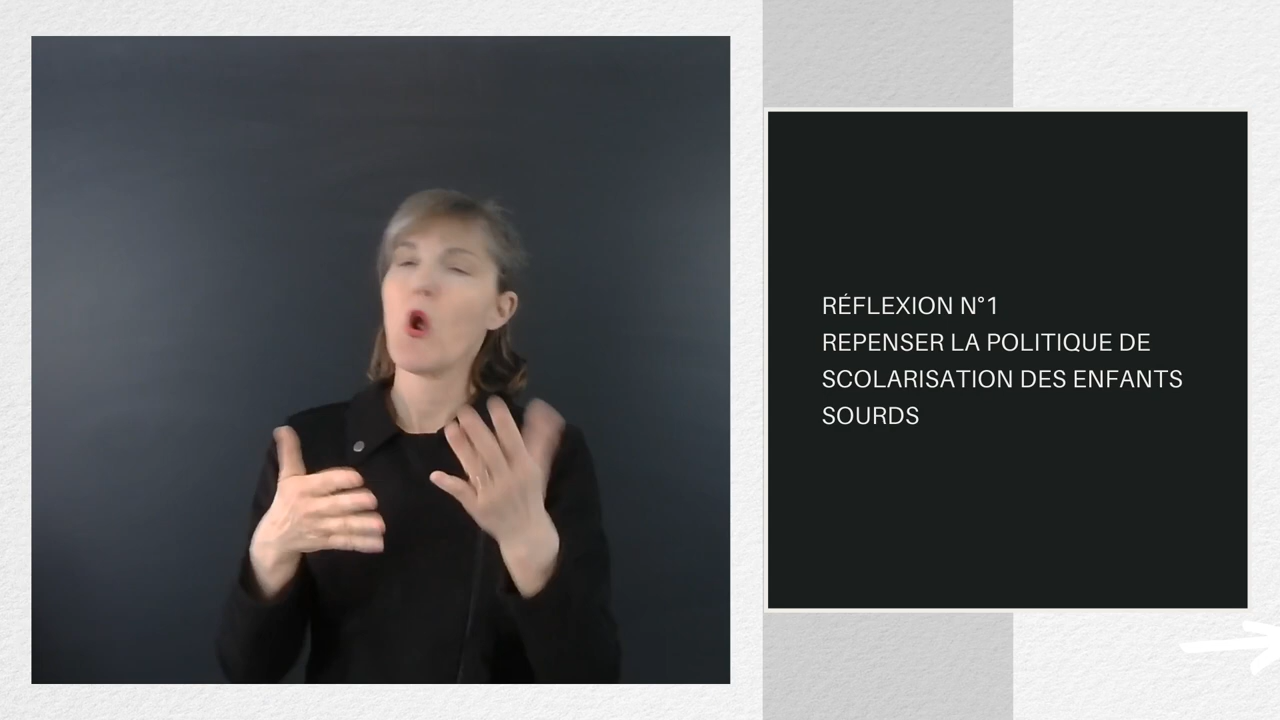 RÉFLEXION N°1
REPENSER LA POLITIQUE DE
SCOLARISATION DES ENFANTS
SOURDS